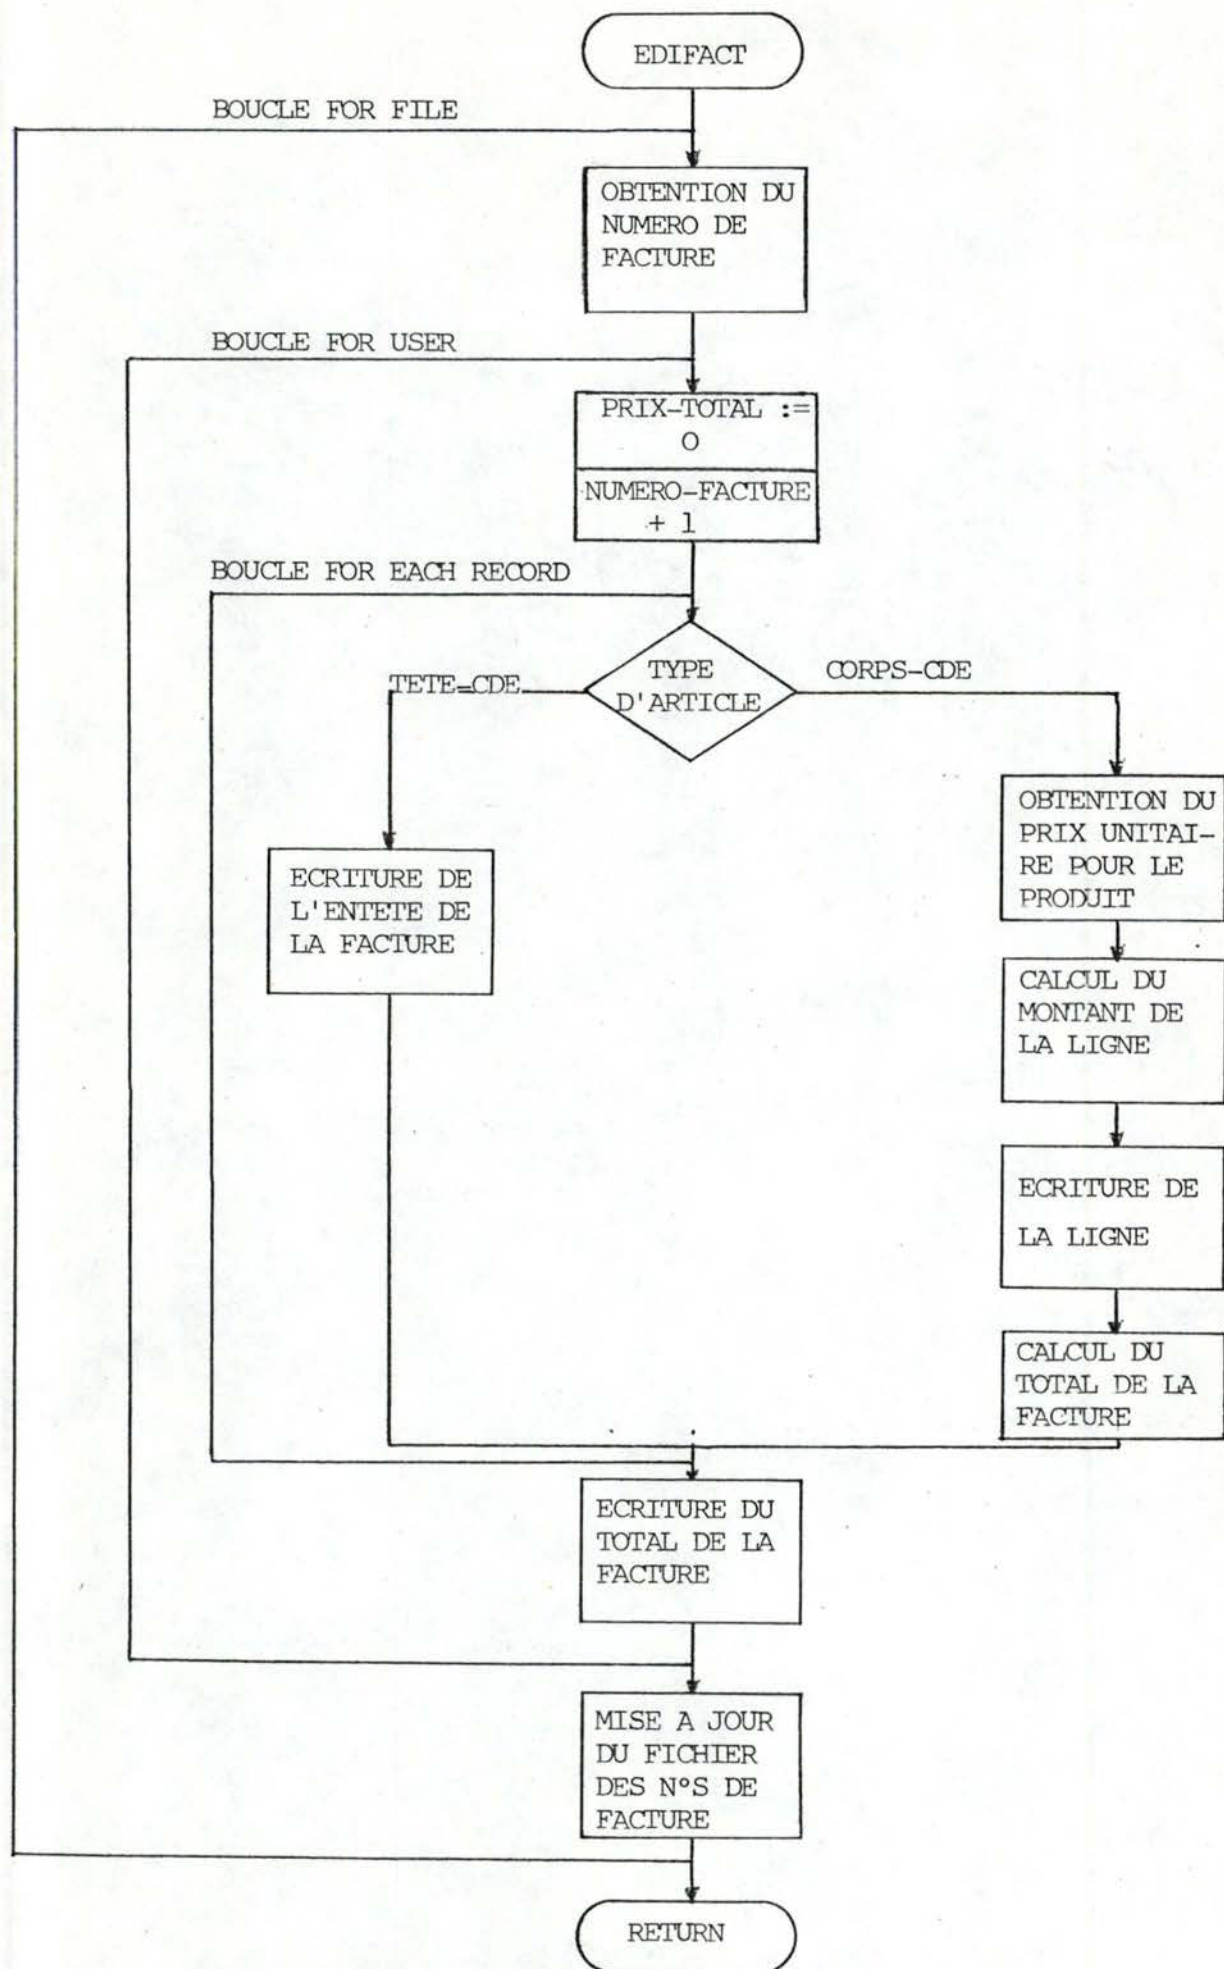 EDIFACT
BOUCLE FOR FILE
OBTENTION DU
NUMERO DE
FACTURE
BOUCLE FOR USER
PRIX-TOTAL :=
O
NUMERO-FACTURE
+ 1
BOUCLE FOR EACH RECORD
TYPE
D'ARTICLE
TETE=CDE
CORPS-CDE
OBTENTION DU
PRIX UNITAI-
RE POUR LE
PRODUIT
ECRITURE DE
L'ENTETE DE
LA FACTURE
CALCUL DU
MONTANT DE
LA LIGNE
ECRITURE DE
LA LIGNE
CALCUL DU
TOTAL DE LA
FACTURE
ECRITURE DU
TOTAL DE LA
FACTURE
MISE A JOUR
DU FICHIER
DES N°S DE
FACTURE
RETURN